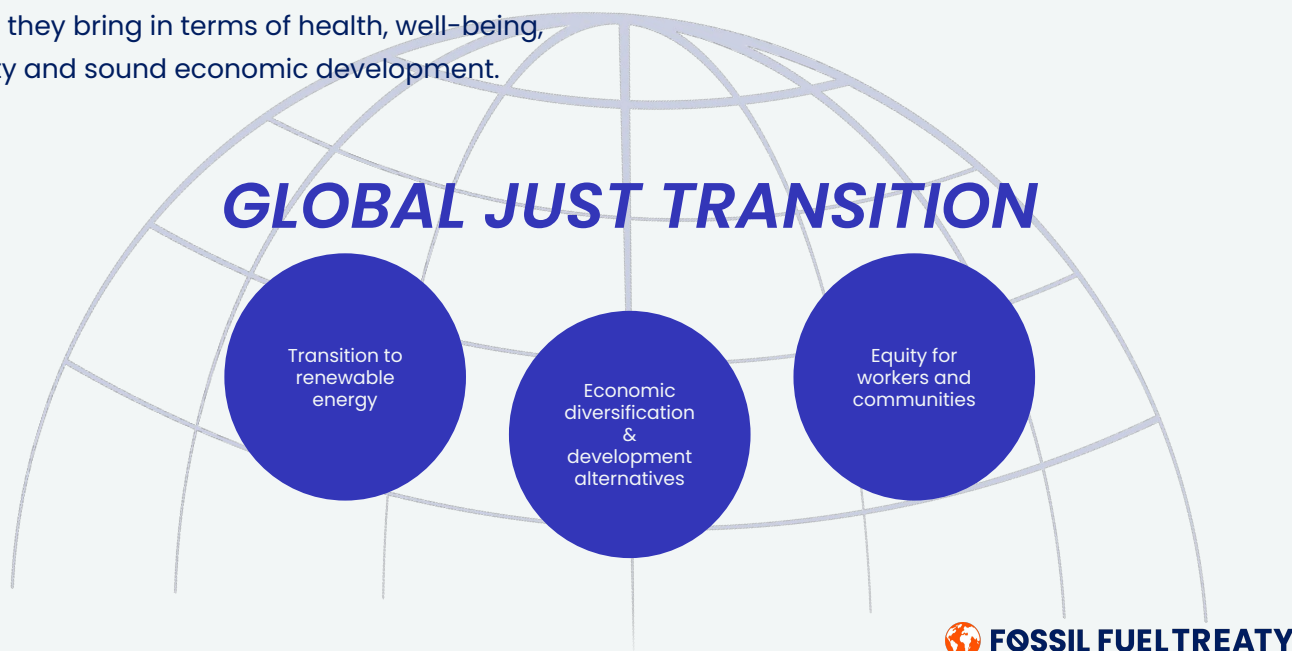 they bring in terms of health, well-being,
and sound economic development.
GLOBAL JUST TRANSITION
Transition to
renewable
energy
Economic
diversification
&
development
alternatives
Equity for
workers and
communities
FOSSIL FUEL TREATY